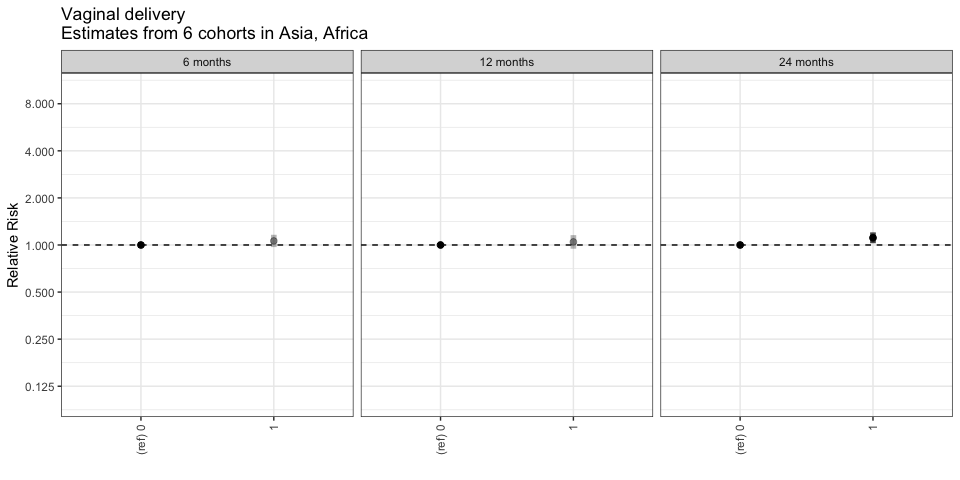 Vaginal delivery
Estimates from 6 cohorts in Asia, Africa
6 months
12 months
24 months
Relative Risk
8.000
4.000
2.000
1.000
0.500
0.250
0.125
(ref) 0
1
(ref) 0
1
(ref) 0
1